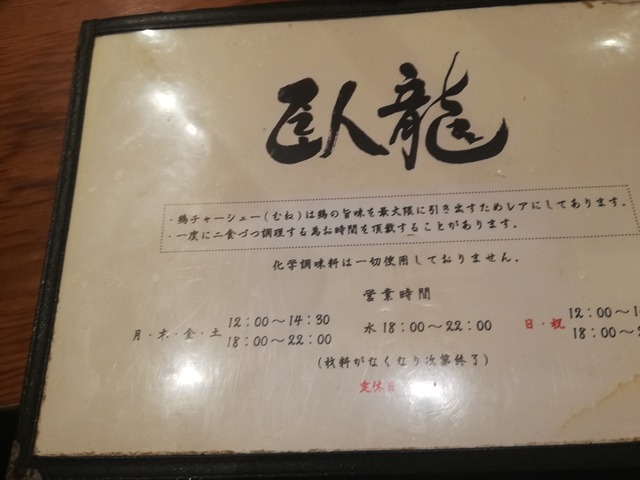 臥龍
・鶏チャーシュー(むね)は鶏の旨味を最大限に引き出すためレアにしてあります。
・一度に二食づつ調理する為お時間を頂戴することがあります。
化学調味料は一切使用しておりません。
営業時間
月・木・金・土 12:00〜14:30 18:00〜22:00
水 18:00〜22:00
日・祝 12:00〜 18:00〜
(材料がなくなり次第終了)
定休日